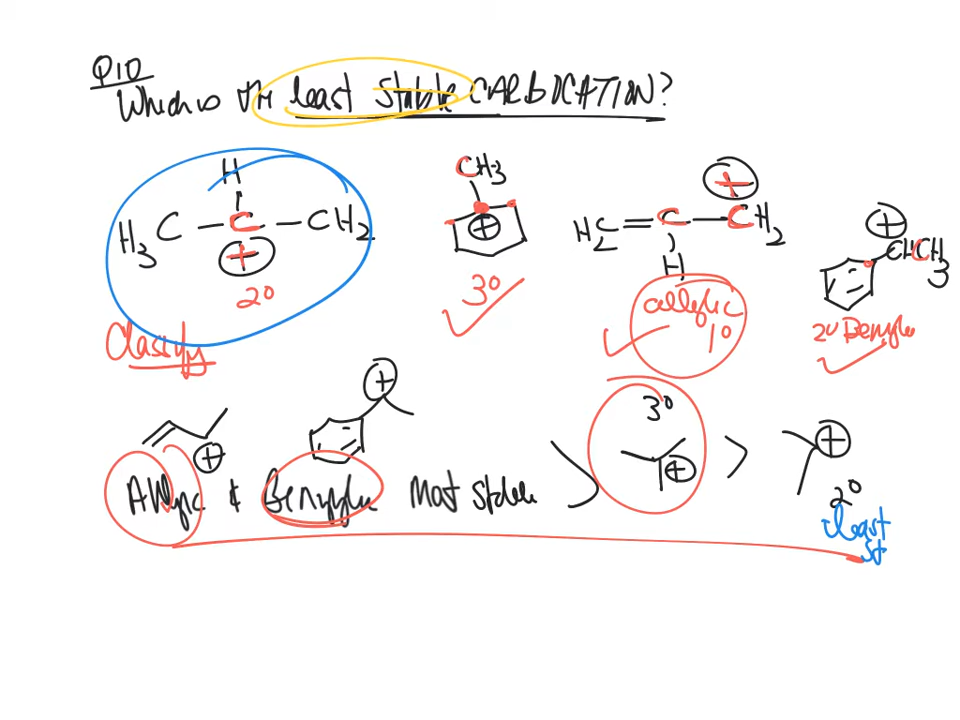 Q10
Which is the least stable CARBOCATION?
H
H3C — C — CH2
+
2°
CH3
+
3°
+
H2C = C — CH2
H
allylic
1°
+
CHCH3
2° Benzylic
Classify
+
+
Allylic & Benzylic Most stable > 3° + > + 2°
least
st